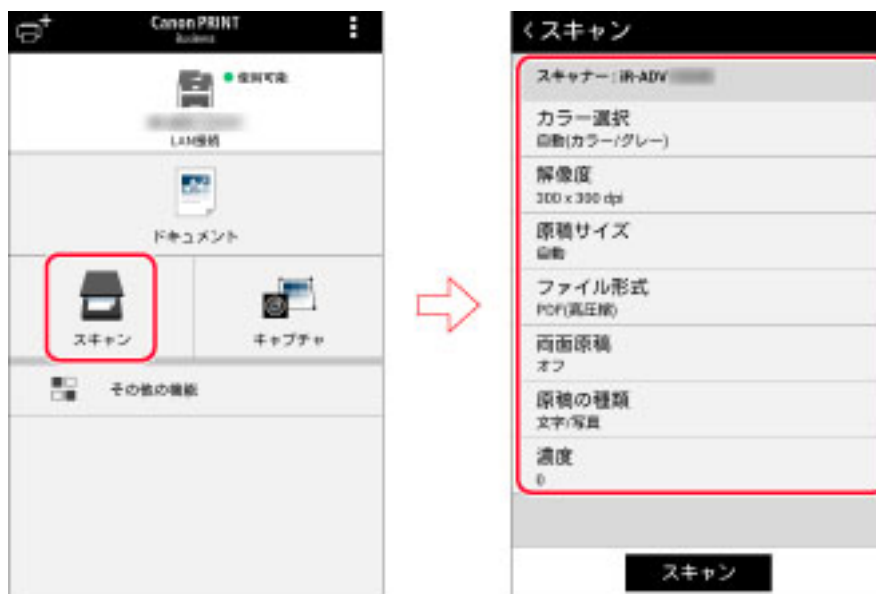 Canon PRINT
Business
使用可能
LAN接続
ドキュメント
スキャン
キャプチャ
その他の機能
スキャン
スキャナー : iR-ADV
カラー選択
自動(カラー/グレー)
解像度
300 x 300 dpi
原稿サイズ
自動
ファイル形式
PDF(高圧縮)
両面原稿
オフ
原稿の種類
文字/写真
濃度
0
スキャン